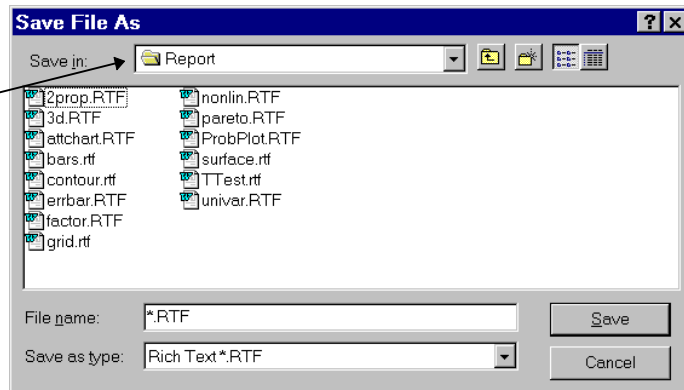 Save File As
Save in: Report
2prop.RTF
3d.RTF
attchart.RTF
bars.rtf
contour.rtf
errbar.RTF
factor.RTF
grid.rtf
nonlin.RTF
pareto.RTF
ProbPlot.RTF
surface.rtf
TTest.rtf
univar.RTF
File name: *.RTF
Save
Save as type: Rich Text *.RTF
Cancel